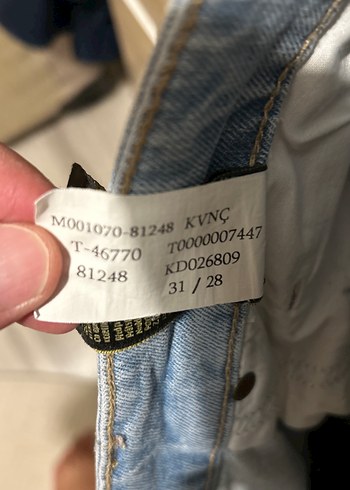 M001070-81248 KVNÇ
T-46770 T0000007447
81248 KD026809
31 / 28